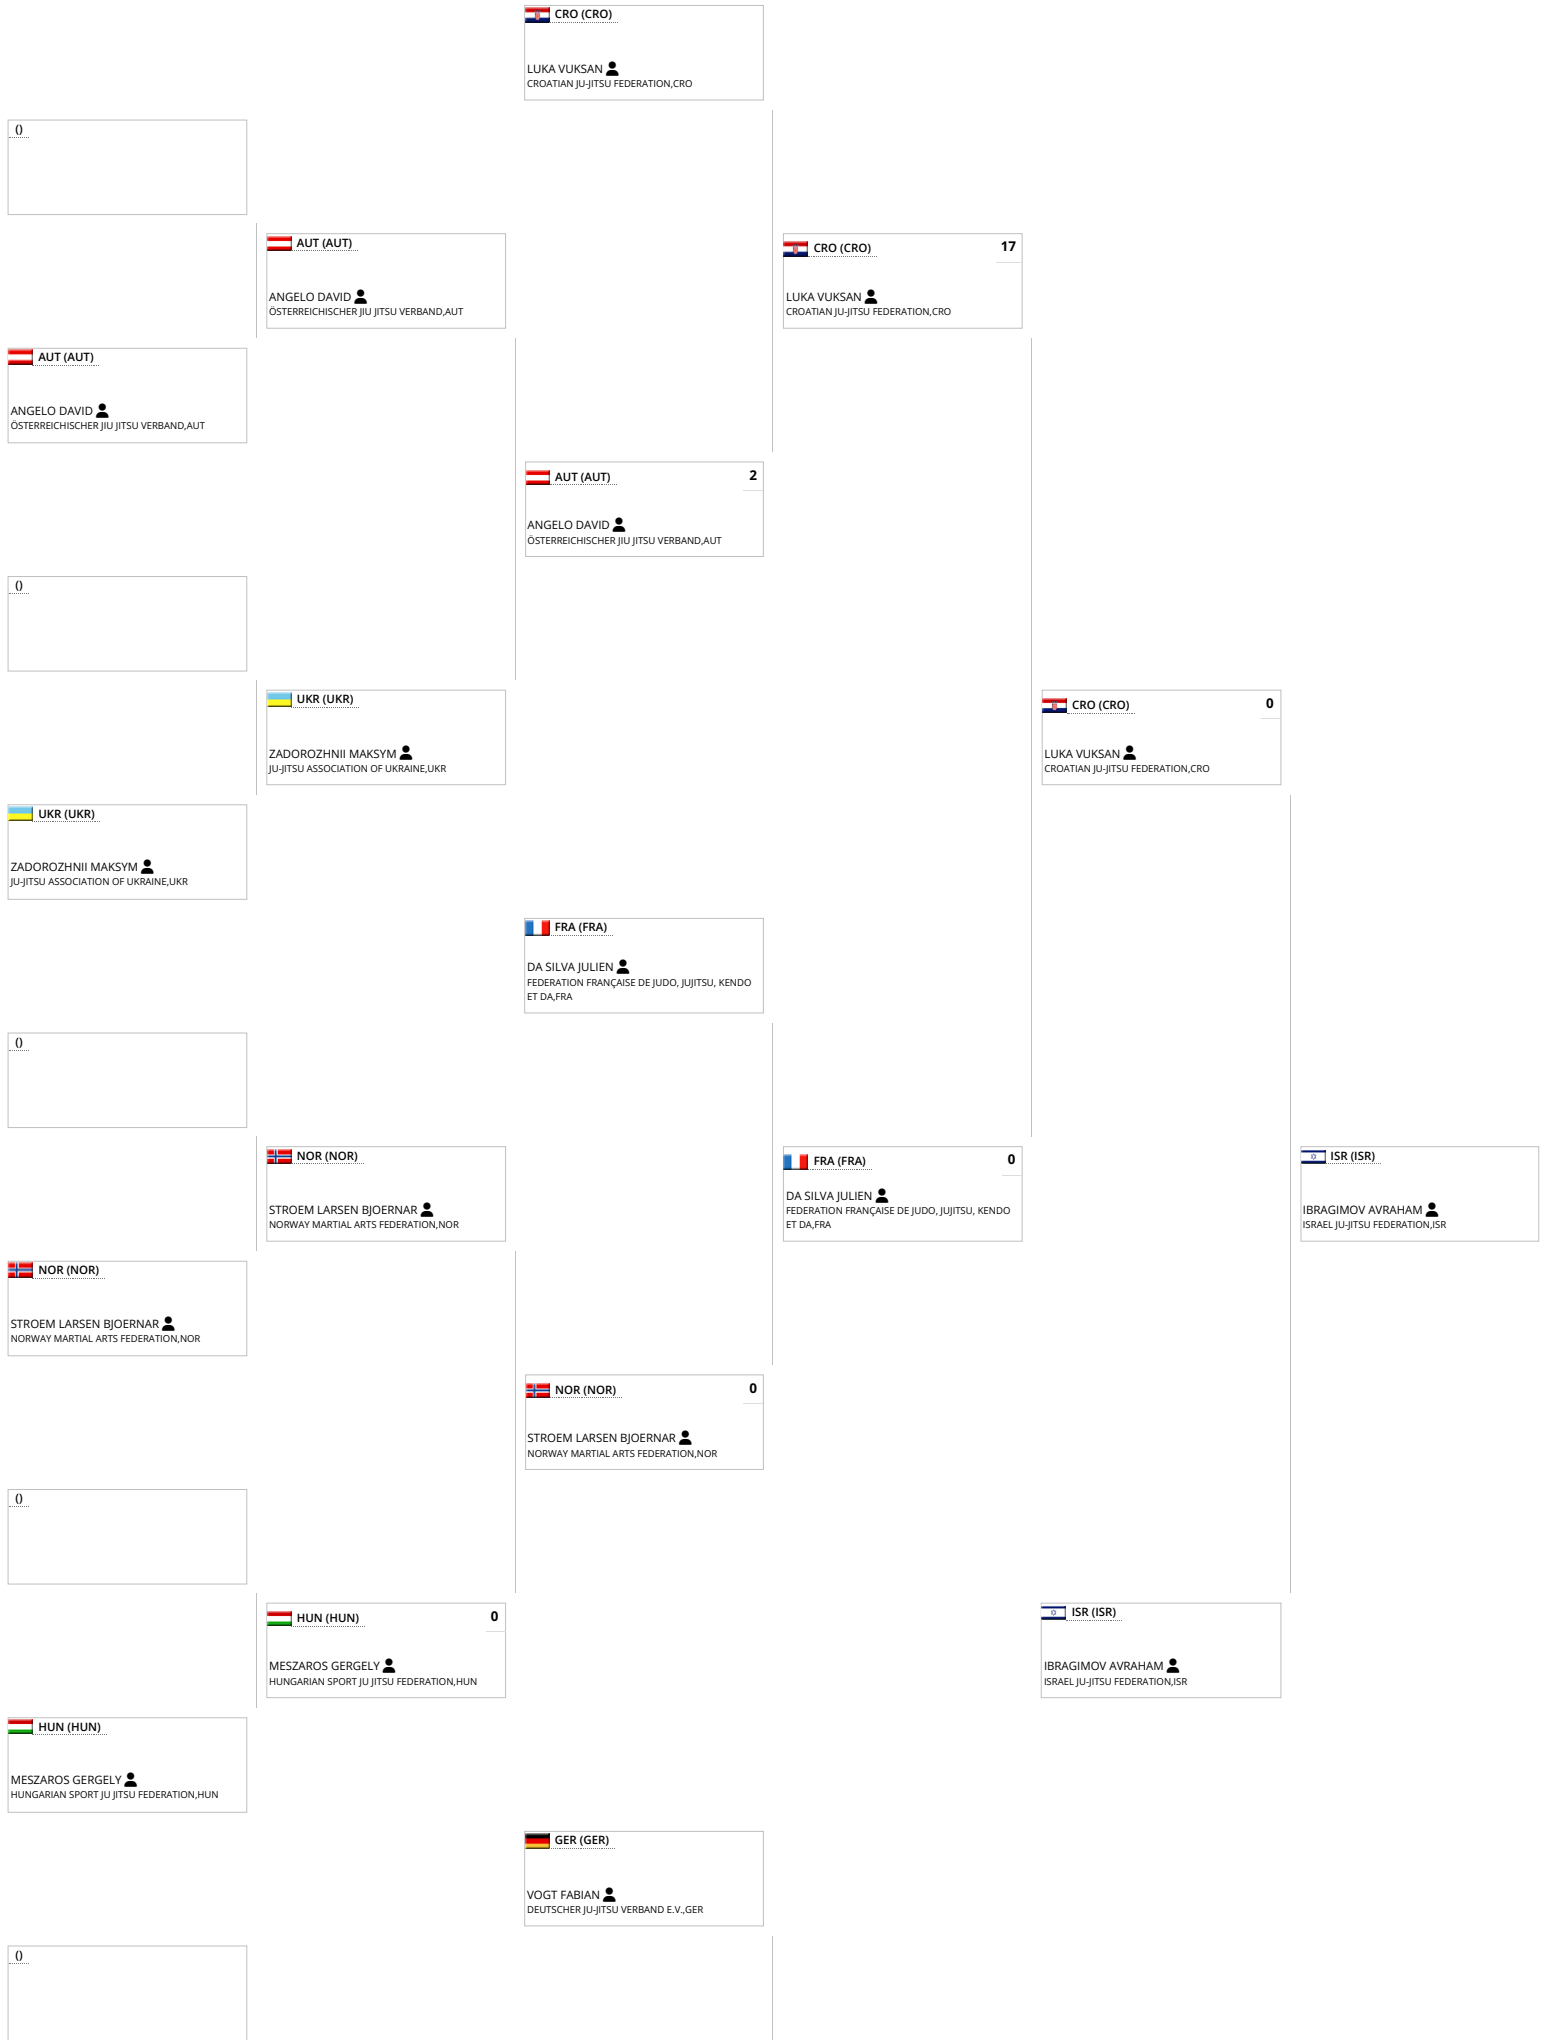 CRO (CRO)
LUKA VUKSAN
CROATIAN JU-JITSU FEDERATION,CRO
()
AUT (AUT)
ANGELO DAVID
ÖSTERREICHISCHER JIU JITSU VERBAND,AUT
CRO (CRO) 17
LUKA VUKSAN
CROATIAN JU-JITSU FEDERATION,CRO
AUT (AUT)
ANGELO DAVID
ÖSTERREICHISCHER JIU JITSU VERBAND,AUT
AUT (AUT) 2
ANGELO DAVID
ÖSTERREICHISCHER JIU JITSU VERBAND,AUT
()
UKR (UKR)
ZADOROZHNII MAKSYM
JU-JITSU ASSOCIATION OF UKRAINE,UKR
CRO (CRO) 0
LUKA VUKSAN
CROATIAN JU-JITSU FEDERATION,CRO
UKR (UKR)
ZADOROZHNII MAKSYM
JU-JITSU ASSOCIATION OF UKRAINE,UKR
FRA (FRA)
DA SILVA JULIEN
FEDERATION FRANÇAISE DE JUDO, JUJITSU, KENDO
ET DA,FRA
()
NOR (NOR)
STROEM LARSEN BJOERNAR
NORWAY MARTIAL ARTS FEDERATION,NOR
FRA (FRA) 0
DA SILVA JULIEN
FEDERATION FRANÇAISE DE JUDO, JUJITSU, KENDO
ET DA,FRA
ISR (ISR)
IBRAGIMOV AVRAHAM
ISRAEL JU-JITSU FEDERATION,ISR
NOR (NOR)
STROEM LARSEN BJOERNAR
NORWAY MARTIAL ARTS FEDERATION,NOR
NOR (NOR) 0
STROEM LARSEN BJOERNAR
NORWAY MARTIAL ARTS FEDERATION,NOR
()
HUN (HUN) 0
MESZAROS GERGELY
HUNGARIAN SPORT JU JITSU FEDERATION,HUN
ISR (ISR)
IBRAGIMOV AVRAHAM
ISRAEL JU-JITSU FEDERATION,ISR
HUN (HUN)
MESZAROS GERGELY
HUNGARIAN SPORT JU JITSU FEDERATION,HUN
GER (GER)
VOGT FABIAN
DEUTSCHER JU-JITSU VERBAND E.V.,GER
()